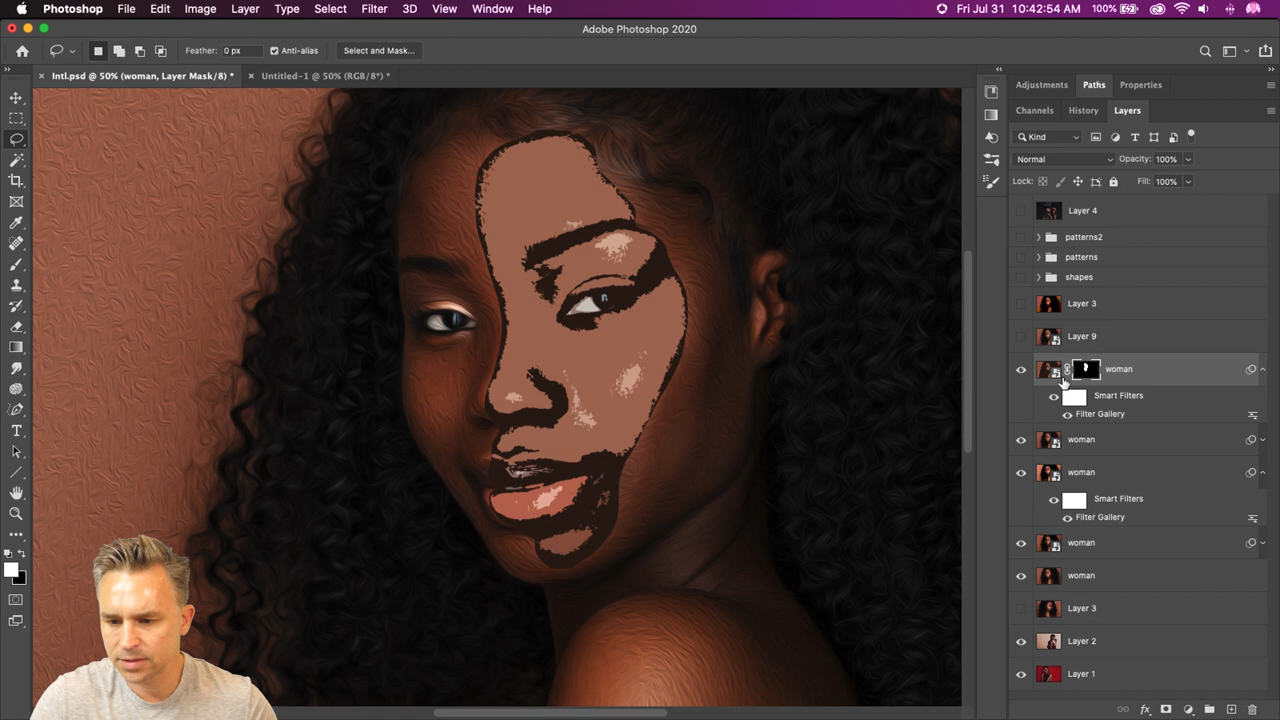 Photoshop File Edit Image Layer Type Select Filter 3D View Window Help 100% Fri Jul 31 10:42:54 AM
Adobe Photoshop 2020
Feather: 0 px Anti-alias Select and Mask...
Intl.psd @ 50% (woman, Layer Mask/8) * Untitled-1 @ 50% (RGB/8*) *
Adjustments Paths Properties
Channels History Layers
Kind
Normal Opacity: 100%
Lock: Fill: 100%
Layer 4
patterns2
patterns
shapes
Layer 3
Layer 9
woman
Smart Filters
Filter Gallery
woman
woman
Smart Filters
Filter Gallery
woman
woman
Layer 3
Layer 2
Layer 1